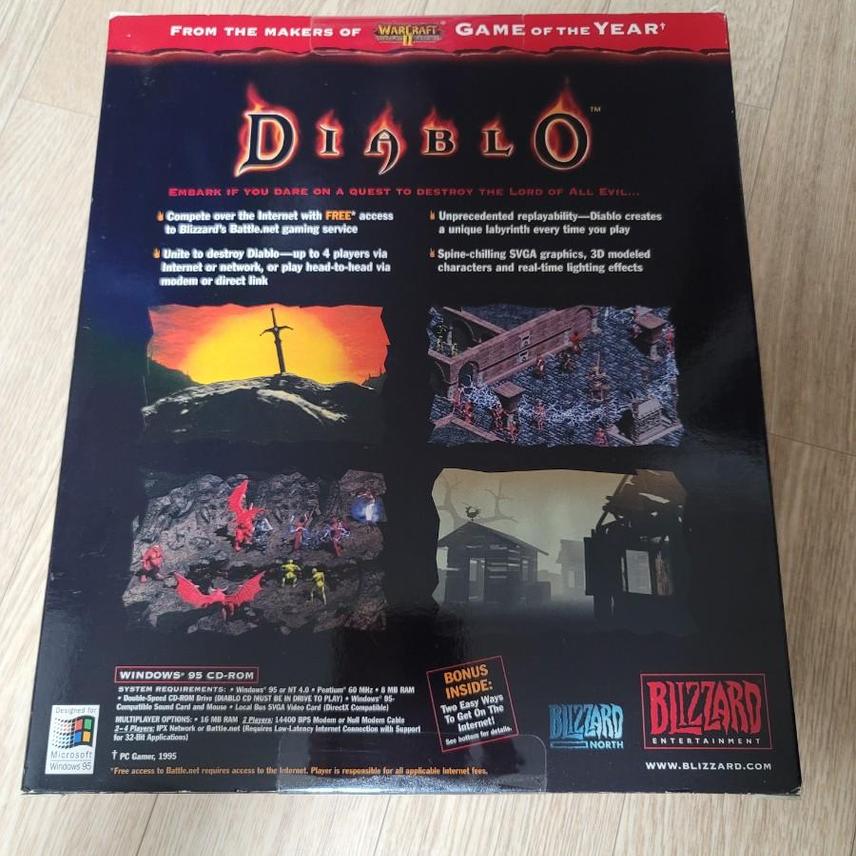 FROM THE MAKERS OF WARCRAFT II GAME OF THE YEAR†
DIABLO™
EMBARK IF YOU DARE ON A QUEST TO DESTROY THE LORD OF ALL EVIL...
Compete over the Internet with FREE* access
to Blizzard's Battle.net gaming service
Unite to destroy Diablo—up to 4 players via
Internet or network, or play head-to-head via
modem or direct link
Unprecedented replayability—Diablo creates
a unique labyrinth every time you play
Spine-chilling SVGA graphics, 3D modeled
characters and real-time lighting effects
WINDOWS® 95 CD-ROM
SYSTEM REQUIREMENTS: • Windows® 95 or NT 4.0 • Pentium® 60 MHz • 8 MB RAM
• Double-Speed CD-ROM Drive (DIABLO CD MUST BE IN DRIVE TO PLAY) • Windows® 95-
Compatible Sound Card and Mouse • Local Bus SVGA Video Card (DirectX Compatible)
MULTIPLAYER OPTIONS: • 16 MB RAM 2 Players: 14400 BPS Modem or Null Modem Cable
2–4 Players: IPX Network or Battle.net (Requires Low-Latency Internet Connection with Support
for 32-Bit Applications)
† PC Gamer, 1995
*Free access to Battle.net requires access to the Internet. Player is responsible for all applicable Internet fees.
Designed for
Microsoft®
Windows®95
BONUS
INSIDE:
Two Easy Ways
To Get On The
Internet!
See bottom for details.
BLIZZARD
NORTH
BLIZZARD
ENTERTAINMENT
WWW.BLIZZARD.COM